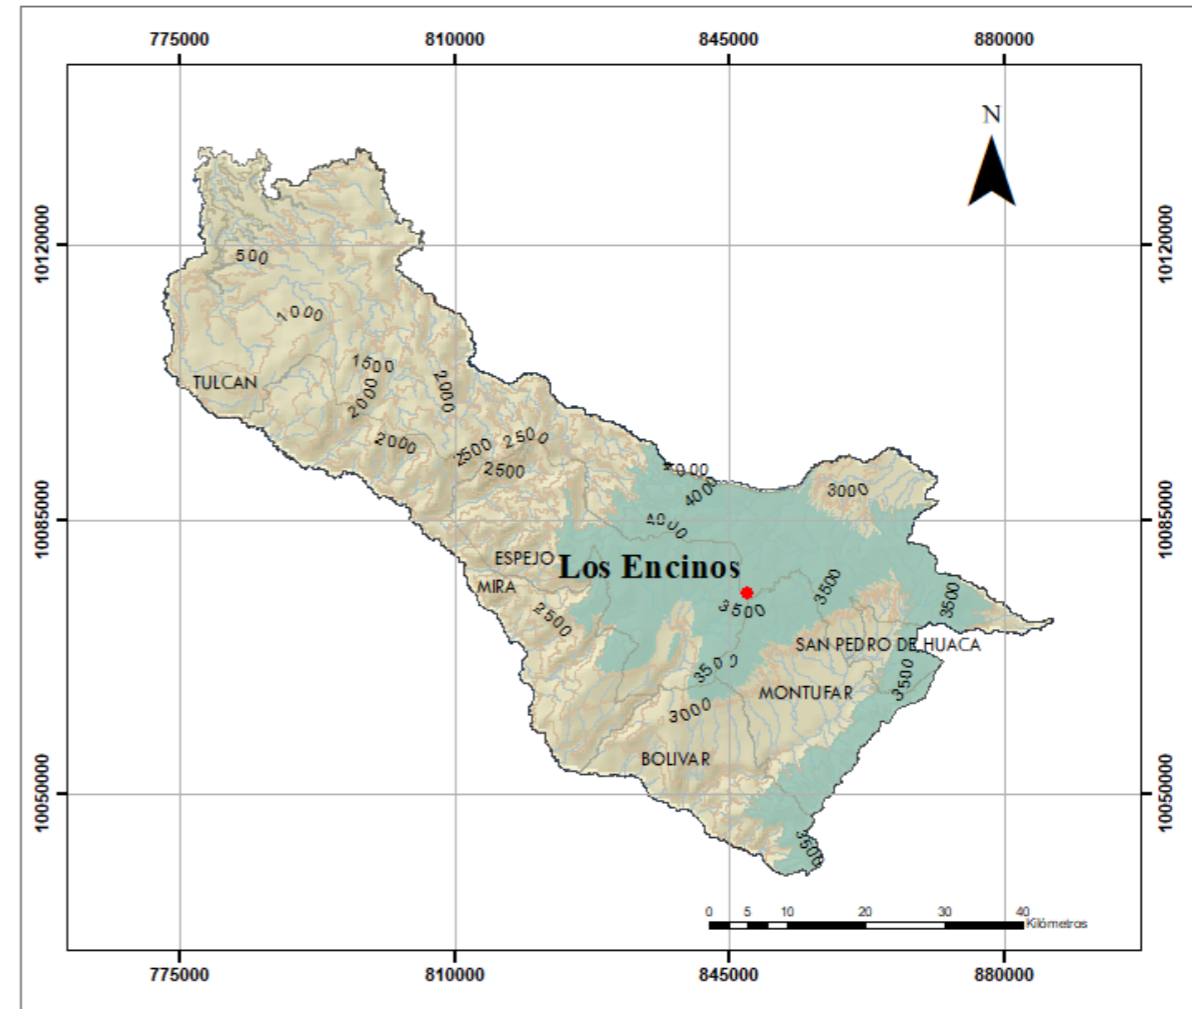 775000 810000 845000 880000
N
10120000 10120000
500
1000
1500
2000
2000
TULCAN
2000
2500
2500
2500
4000
4000
3000
4000
10085000 10085000
ESPEJO
Los Encinos
MIRA
3500
3500
3500
2500
SAN PEDRO DE HUACA
3500
3500
MONTUFAR
3000
BOLIVAR
10050000 10050000
3500
0 5 10 20 30 40
Kilómetros
775000 810000 845000 880000